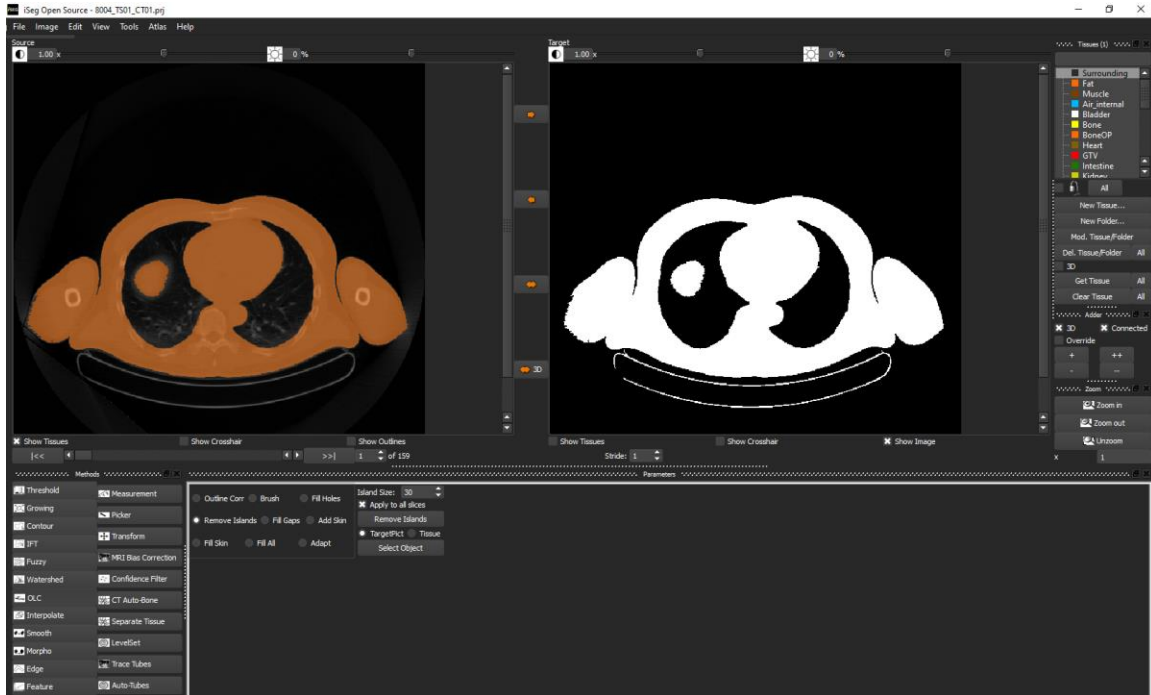 iSeg Open Source - 8004_TS01_CT01.prj
File Image Edit View Tools Atlas Help
Source
1.00 x
0 %
Target
1.00 x
0 %
3D
Show Tissues
Show Crosshair
Show Outlines
Show Tissues
Show Crosshair
Show Image
|<<
>>|
1 of 159
Stride: 1
Tissues (1)
Surrounding
Fat
Muscle
Air_internal
Bladder
Bone
BoneOP
Heart
GTV
Intestine
Kidney
All
New Tissue...
New Folder...
Mod. Tissue/Folder
Del. Tissue/Folder All
3D
Get Tissue All
Clear Tissue All
Adder
3D Connected
Override
+ ++
- --
Zoom
Zoom in
Zoom out
Unzoom
x 1
Methods
Threshold
Growing
Contour
IFT
Fuzzy
Watershed
OLC
Interpolate
Smooth
Morpho
Edge
Feature
Measurement
Picker
Transform
MRI Bias Correction
Confidence Filter
CT Auto-Bone
Separate Tissue
LevelSet
Trace Tubes
Auto-Tubes
Parameters
Outline Corr Brush Fill Holes
Remove Islands Fill Gaps Add Skin
Fill Skin Fill All Adapt
Island Size: 30
Apply to all slices
Remove Islands
TargetPict Tissue
Select Object